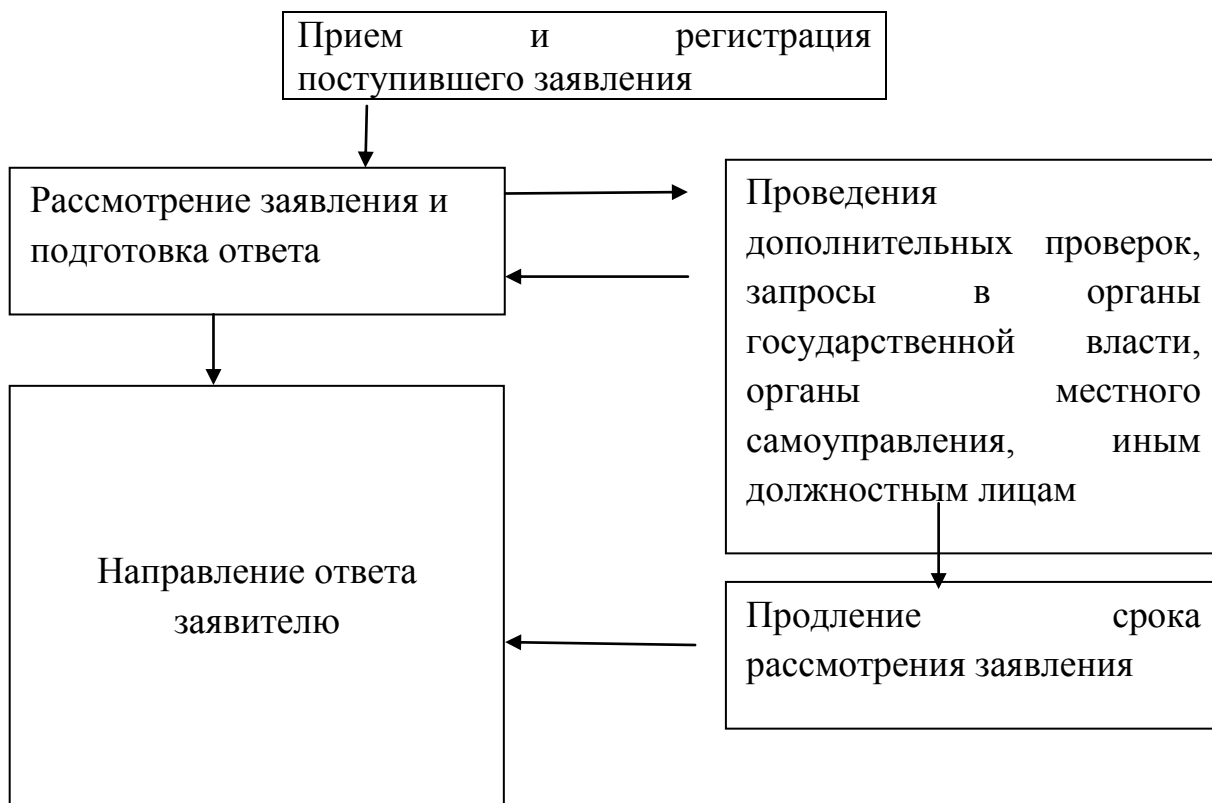 Прием и регистрация
поступившего заявления
Рассмотрение заявления и
подготовка ответа
Проведения
дополнительных проверок,
запросы в органы
государственной власти,
органы местного
самоуправления, иным
должностным лицам
Направление ответа
заявителю
Продление срока
рассмотрения заявления